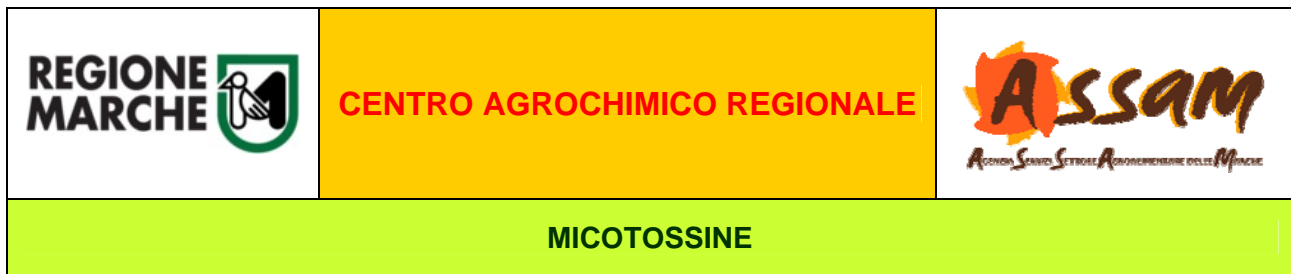 REGIONE
MARCHE
CENTRO AGROCHIMICO REGIONALE
ASSAM
AGENZIA SERVIZI SETTORE AGROALIMENTARE DELLE MARCHE
MICOTOSSINE